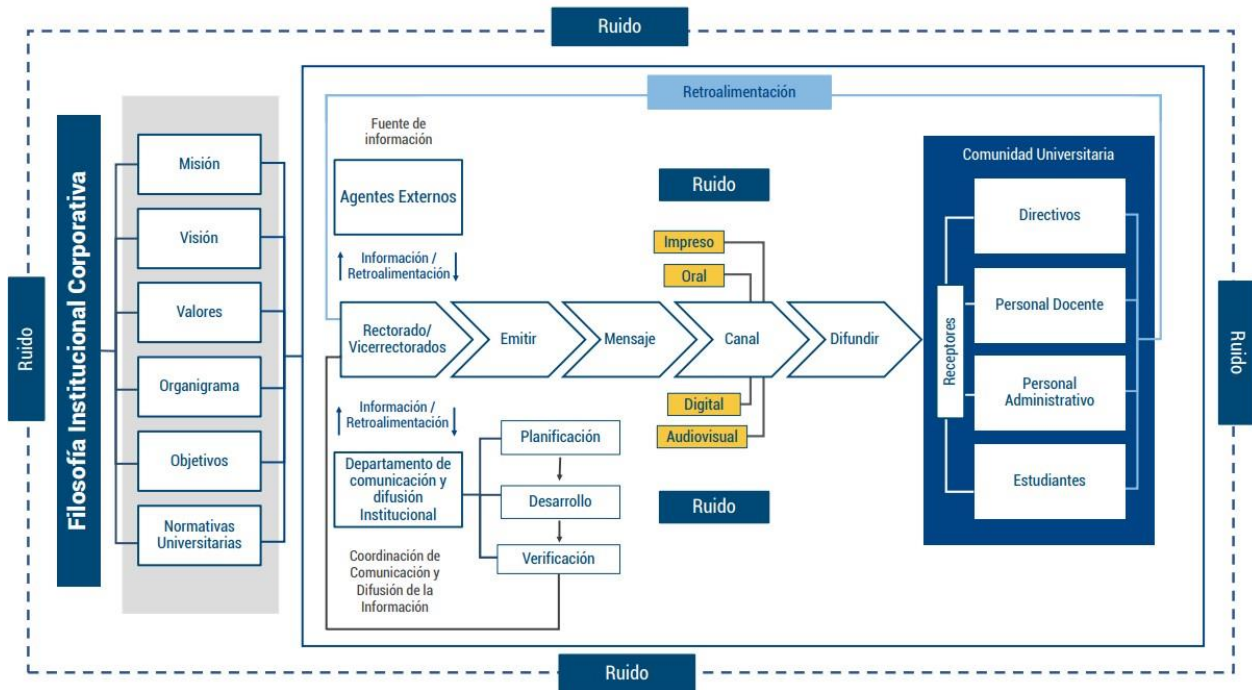 Ruido
Retroalimentación
Fuente de
información
Agentes Externos
Información /
Retroalimentación
Filosofía Institucional Corporativa
Misión
Visión
Valores
Organigrama
Objetivos
Normativas
Universitarias
Ruido
Rectorado/
Vicerrectorados
Emitir
Mensaje
Canal
Difundir
Ruido
Impreso
Oral
Digital
Audiovisual
Ruido
Información /
Retroalimentación
Departamento de
comunicación y
difusión
Institucional
Planificación
Desarrollo
Verificación
Coordinación de
Comunicación y
Difusión de la
Información
Comunidad Universitaria
Receptores
Directivos
Personal Docente
Personal
Administrativo
Estudiantes
Ruido
Ruido